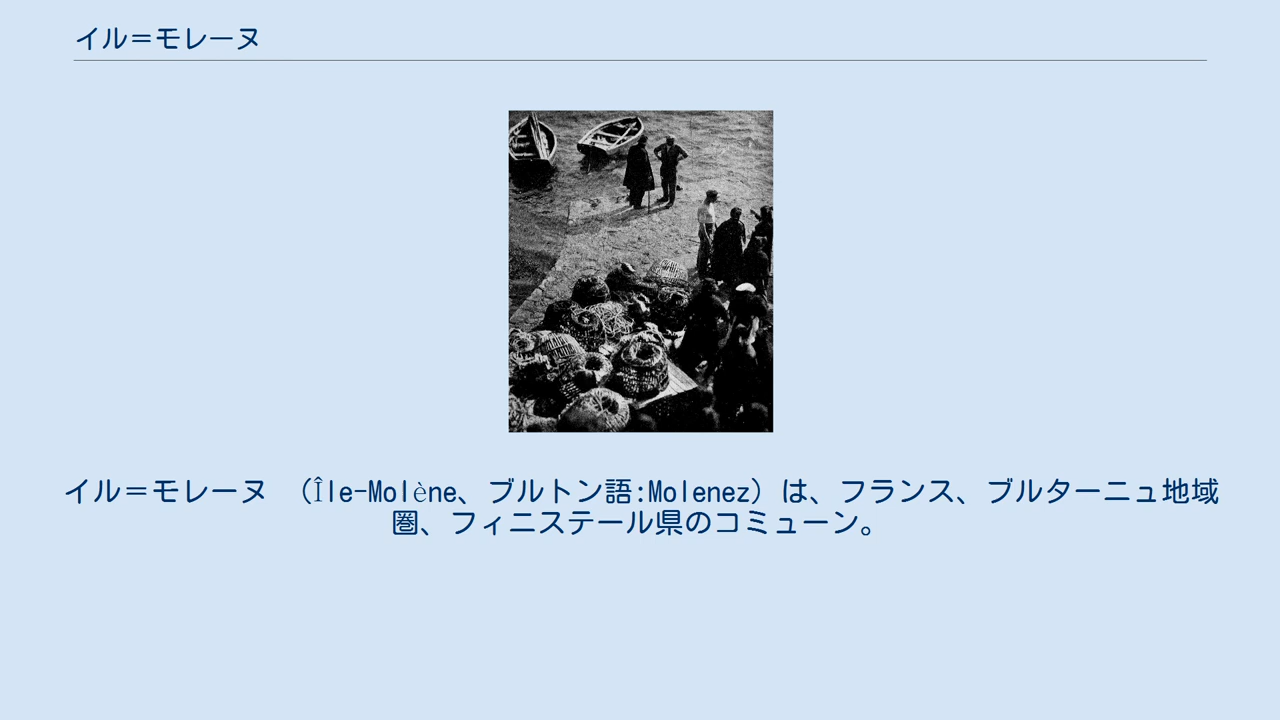 イル＝モレーヌ
イル＝モレーヌ （Île-Molène、ブルトン語:Molenez）は、フランス、ブルターニュ地域
圏、フィニステール県のコミューン。